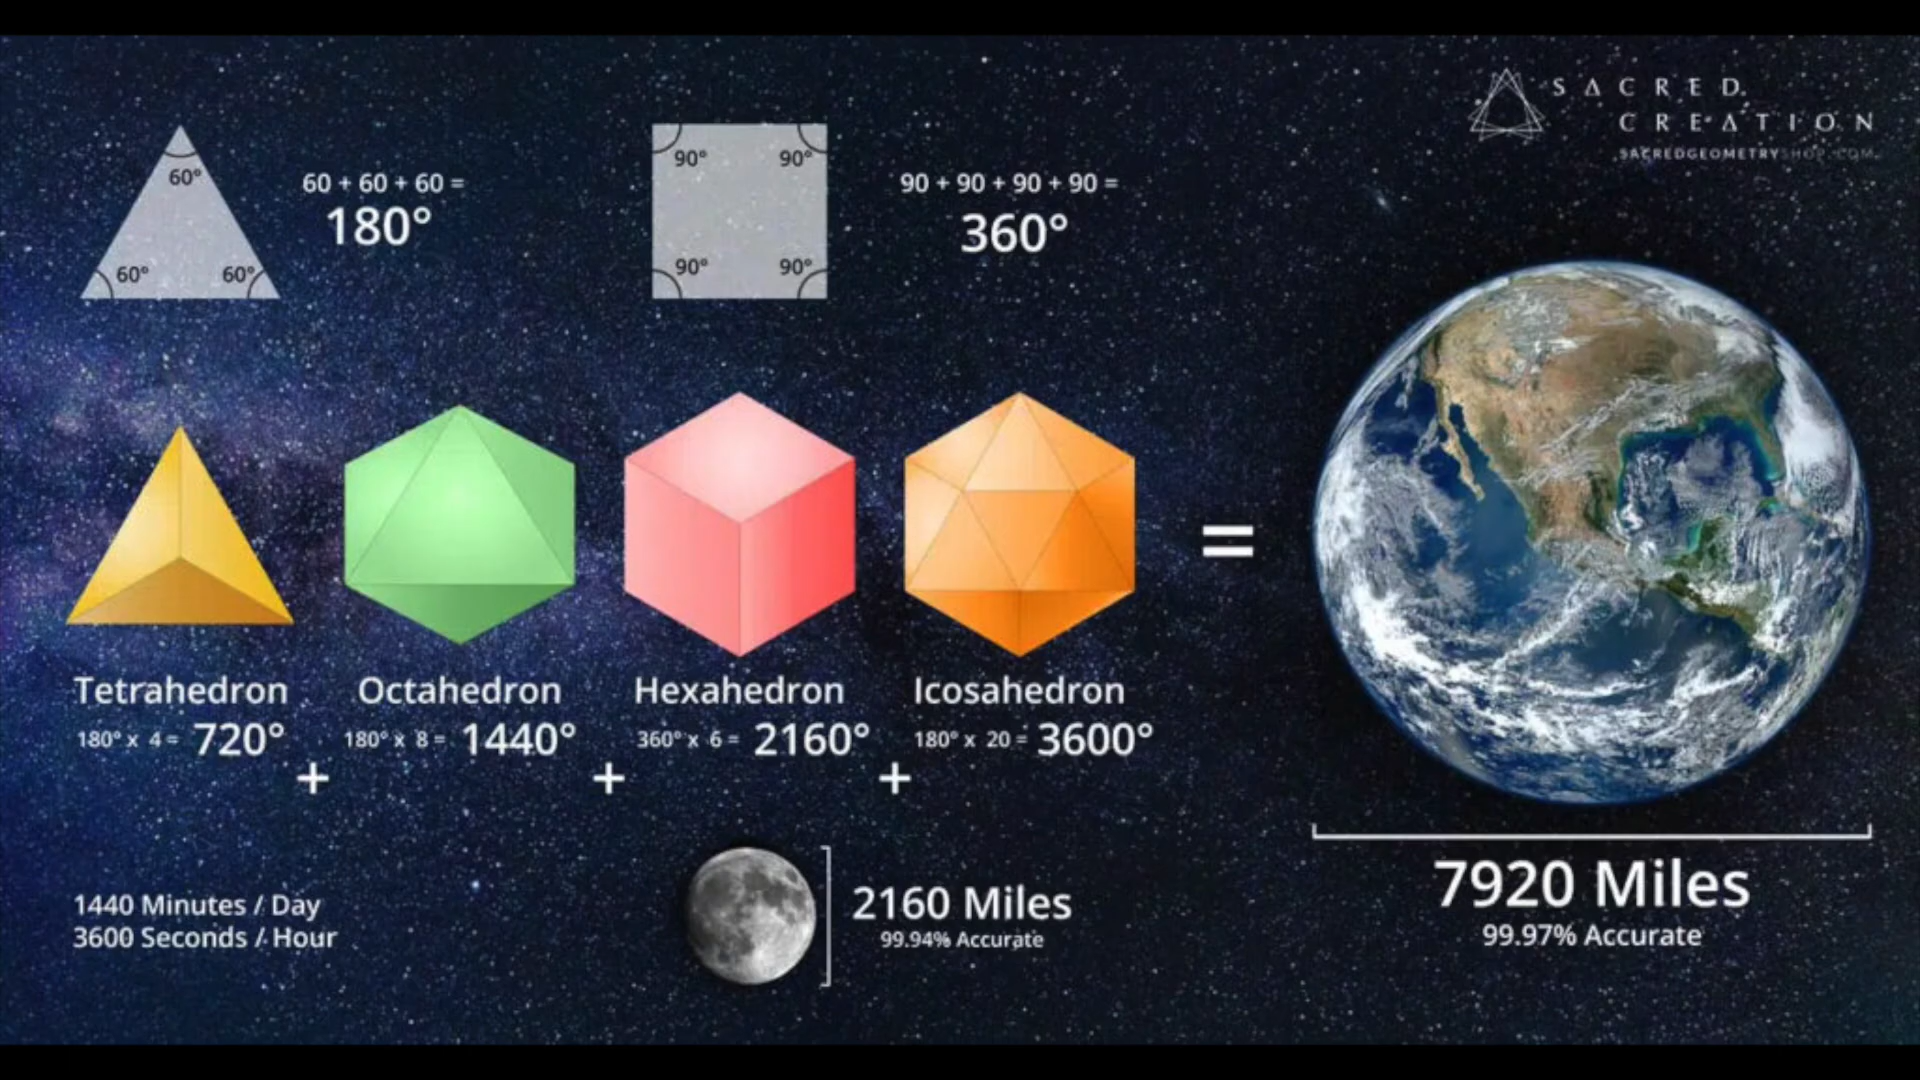 SACRED
CREATION
SACREDGEOMETRYSHOP.COM
60°
60°
60°
60 + 60 + 60 =
180°
90°
90°
90°
90°
90 + 90 + 90 + 90 =
360°
=
Tetrahedron
180° x 4 = 720°
+
Octahedron
180° x 8 = 1440°
+
Hexahedron
360° x 6 = 2160°
+
Icosahedron
180° x 20 = 3600°
1440 Minutes / Day
3600 Seconds / Hour
2160 Miles
99.94% Accurate
7920 Miles
99.97% Accurate